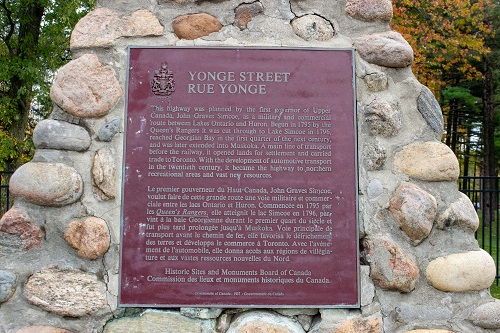 YONGE STREET
RUE YONGE
This highway was planned by the first governor of Upper
Canada, John Graves Simcoe, as a military and commercial
route between Lakes Ontario and Huron. Begun in 1795 by the
Queen's Rangers it was cut through to Lake Simcoe in 1796,
reached Georgian Bay in the first quarter of the next century
and was later extended into Muskoka. A main line of transport
before the railway, it opened lands for settlement and carried
trade to Toronto. With the development of automotive transport
in the twentieth century, it became the highway to northern
recreational areas and vast new resources.
Le premier gouverneur du Haut-Canada, John Graves Simcoe,
voulut faire de cette grande route une voie militaire et commer-
ciale entre les lacs Ontario et Huron. Commencée en 1795 par
les Queen's Rangers, elle atteignit le lac Simcoe en 1796, par-
vant à la baie Georgienne durant le premier quart du siècle et
fut plus tard prolongée jusqu'à Muskoka. Voie principale de
transport avant le chemin de fer, elle favorisa le défrichement
des terres et développa le commerce à Toronto. Avec l'avène-
ment de l'automobile, elle donna accès aux régions de villégia-
ture et aux vastes ressources nouvelles du Nord.
Historic Sites and Monuments Board of Canada
Commission des lieux et monuments historiques du Canada.